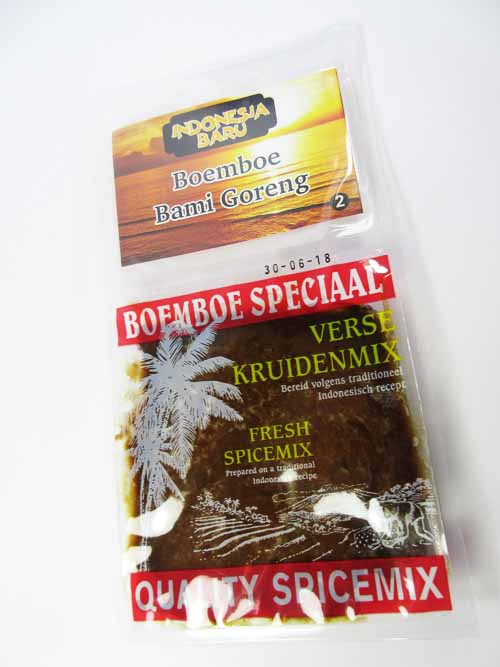 INDONESIA
BARU
Boemboe
Bami Goreng
2
30-06-18
BOEMBOE SPECIAAL
VERSE
KRUIDENMIX
Bereid volgens traditioneel
Indonesisch recept
FRESH
SPICEMIX
Prepared on a traditional
Indonesian recipe
QUALITY SPICEMIX